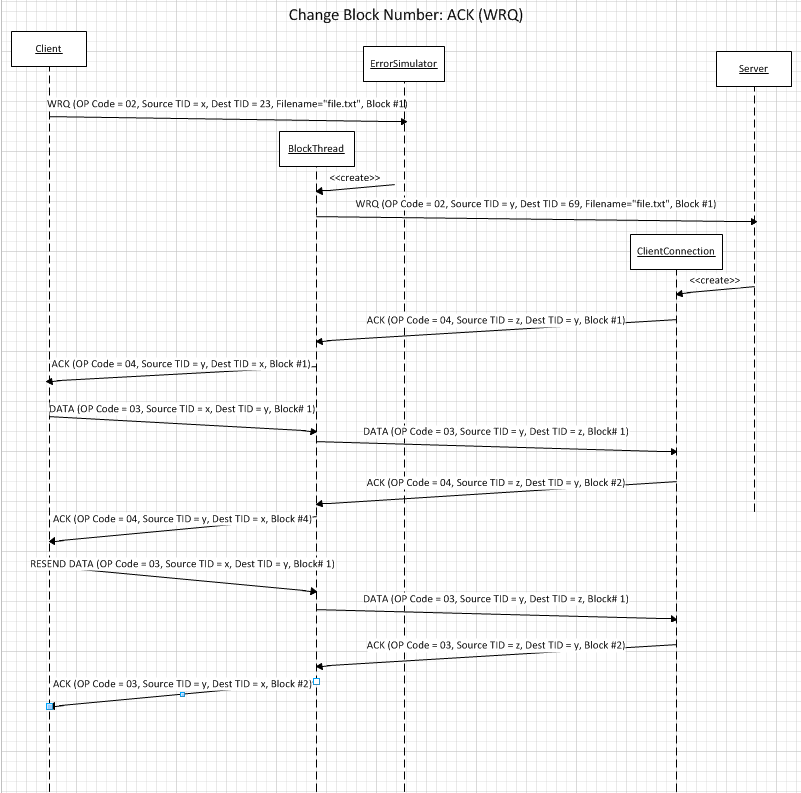 Change Block Number: ACK (WRQ)
Client
ErrorSimulator
Server
WRQ (OP Code = 02, Source TID = x, Dest TID = 23, Filename="file.txt", Block #1)
BlockThread
<<create>>
WRQ (OP Code = 02, Source TID = y, Dest TID = 69, Filename="file.txt", Block #1)
ClientConnection
<<create>>
ACK (OP Code = 04, Source TID = z, Dest TID = y, Block #1)
ACK (OP Code = 04, Source TID = y, Dest TID = x, Block #1)
DATA (OP Code = 03, Source TID = x, Dest TID = y, Block# 1)
DATA (OP Code = 03, Source TID = y, Dest TID = z, Block# 1)
ACK (OP Code = 04, Source TID = z, Dest TID = y, Block #2)
ACK (OP Code = 04, Source TID = y, Dest TID = x, Block #4)
RESEND DATA (OP Code = 03, Source TID = x, Dest TID = y, Block# 1)
DATA (OP Code = 03, Source TID = y, Dest TID = z, Block# 1)
ACK (OP Code = 03, Source TID = z, Dest TID = y, Block #2)
ACK (OP Code = 03, Source TID = y, Dest TID = x, Block #2)